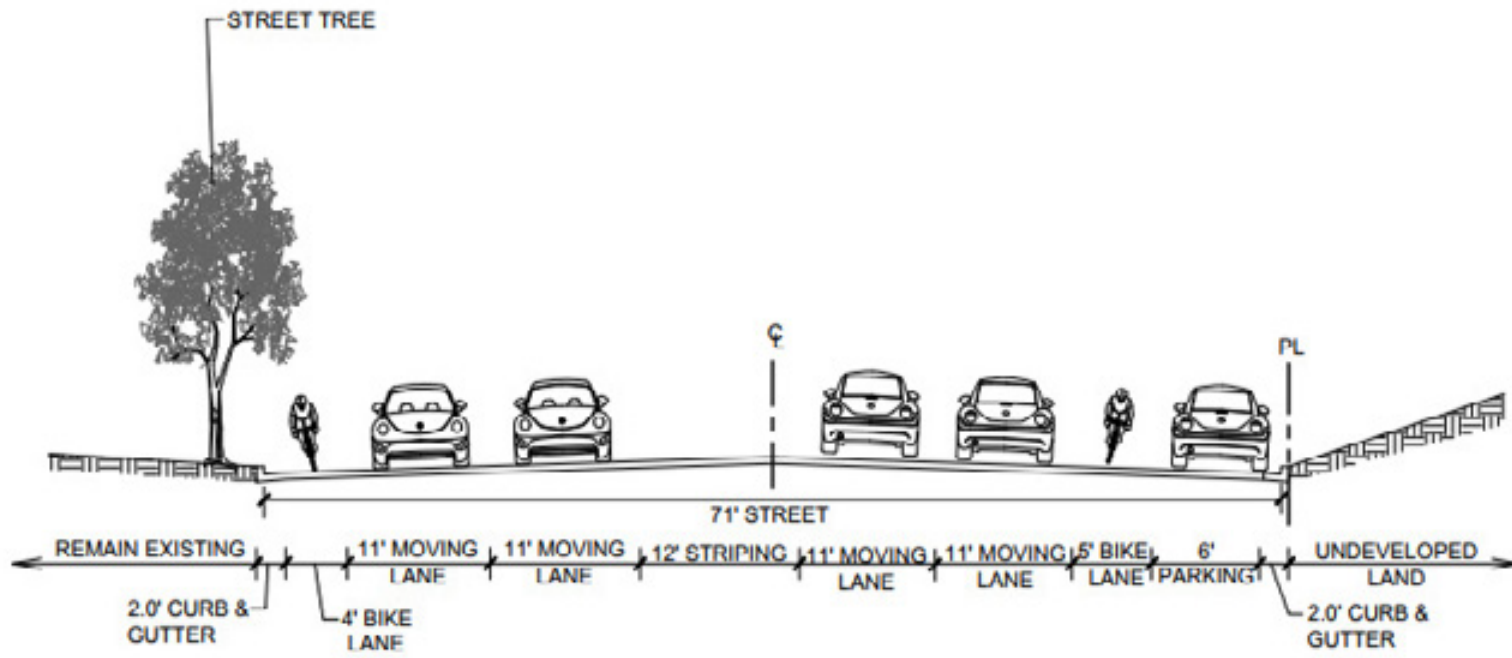 STREET TREE
℄
PL
71' STREET
REMAIN EXISTING
2.0' CURB &
GUTTER
4' BIKE
LANE
11' MOVING
LANE
11' MOVING
LANE
12' STRIPING
11' MOVING
LANE
11' MOVING
LANE
5' BIKE
LANE
6'
PARKING
2.0' CURB &
GUTTER
UNDEVELOPED
LAND